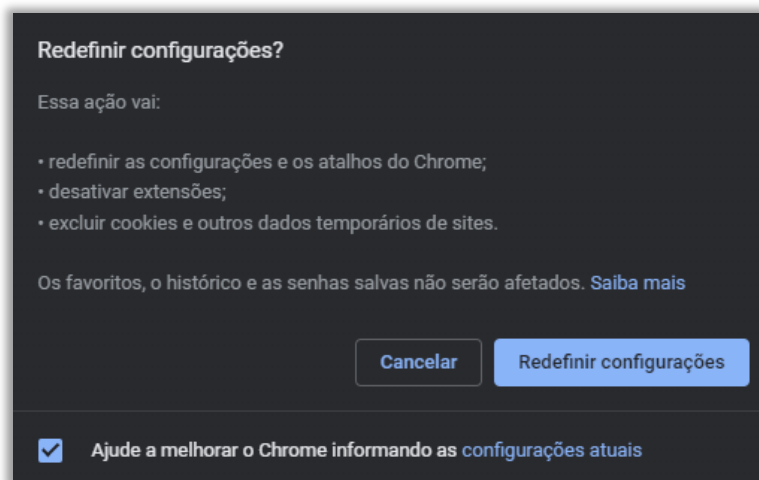 Redefinir configurações?
Essa ação vai:
• redefinir as configurações e os atalhos do Chrome;
• desativar extensões;
• excluir cookies e outros dados temporários de sites.
Os favoritos, o histórico e as senhas salvas não serão afetados. Saiba mais
Cancelar
Redefinir configurações
Ajude a melhorar o Chrome informando as configurações atuais